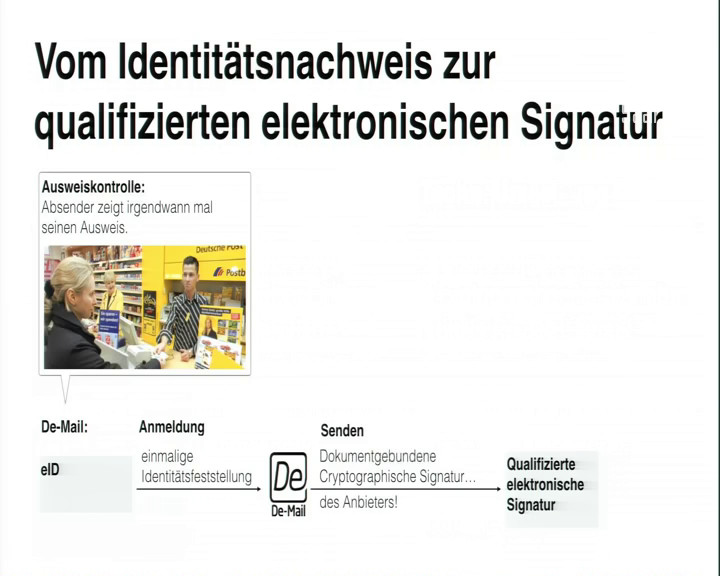 Vom Identitätsnachweis zur
qualifizierten elektronischen Signatur
Ausweiskontrolle:
Absender zeigt irgendwann mal
seinen Ausweis.
Deutsche Post
Postb
De-Mail:
Anmeldung
Senden
eID
einmalige
Identitätsfeststellung
De
De-Mail
Dokumentgebundene
Cryptographische Signatur...
des Anbieters!
Qualifizierte
elektronische
Signatur